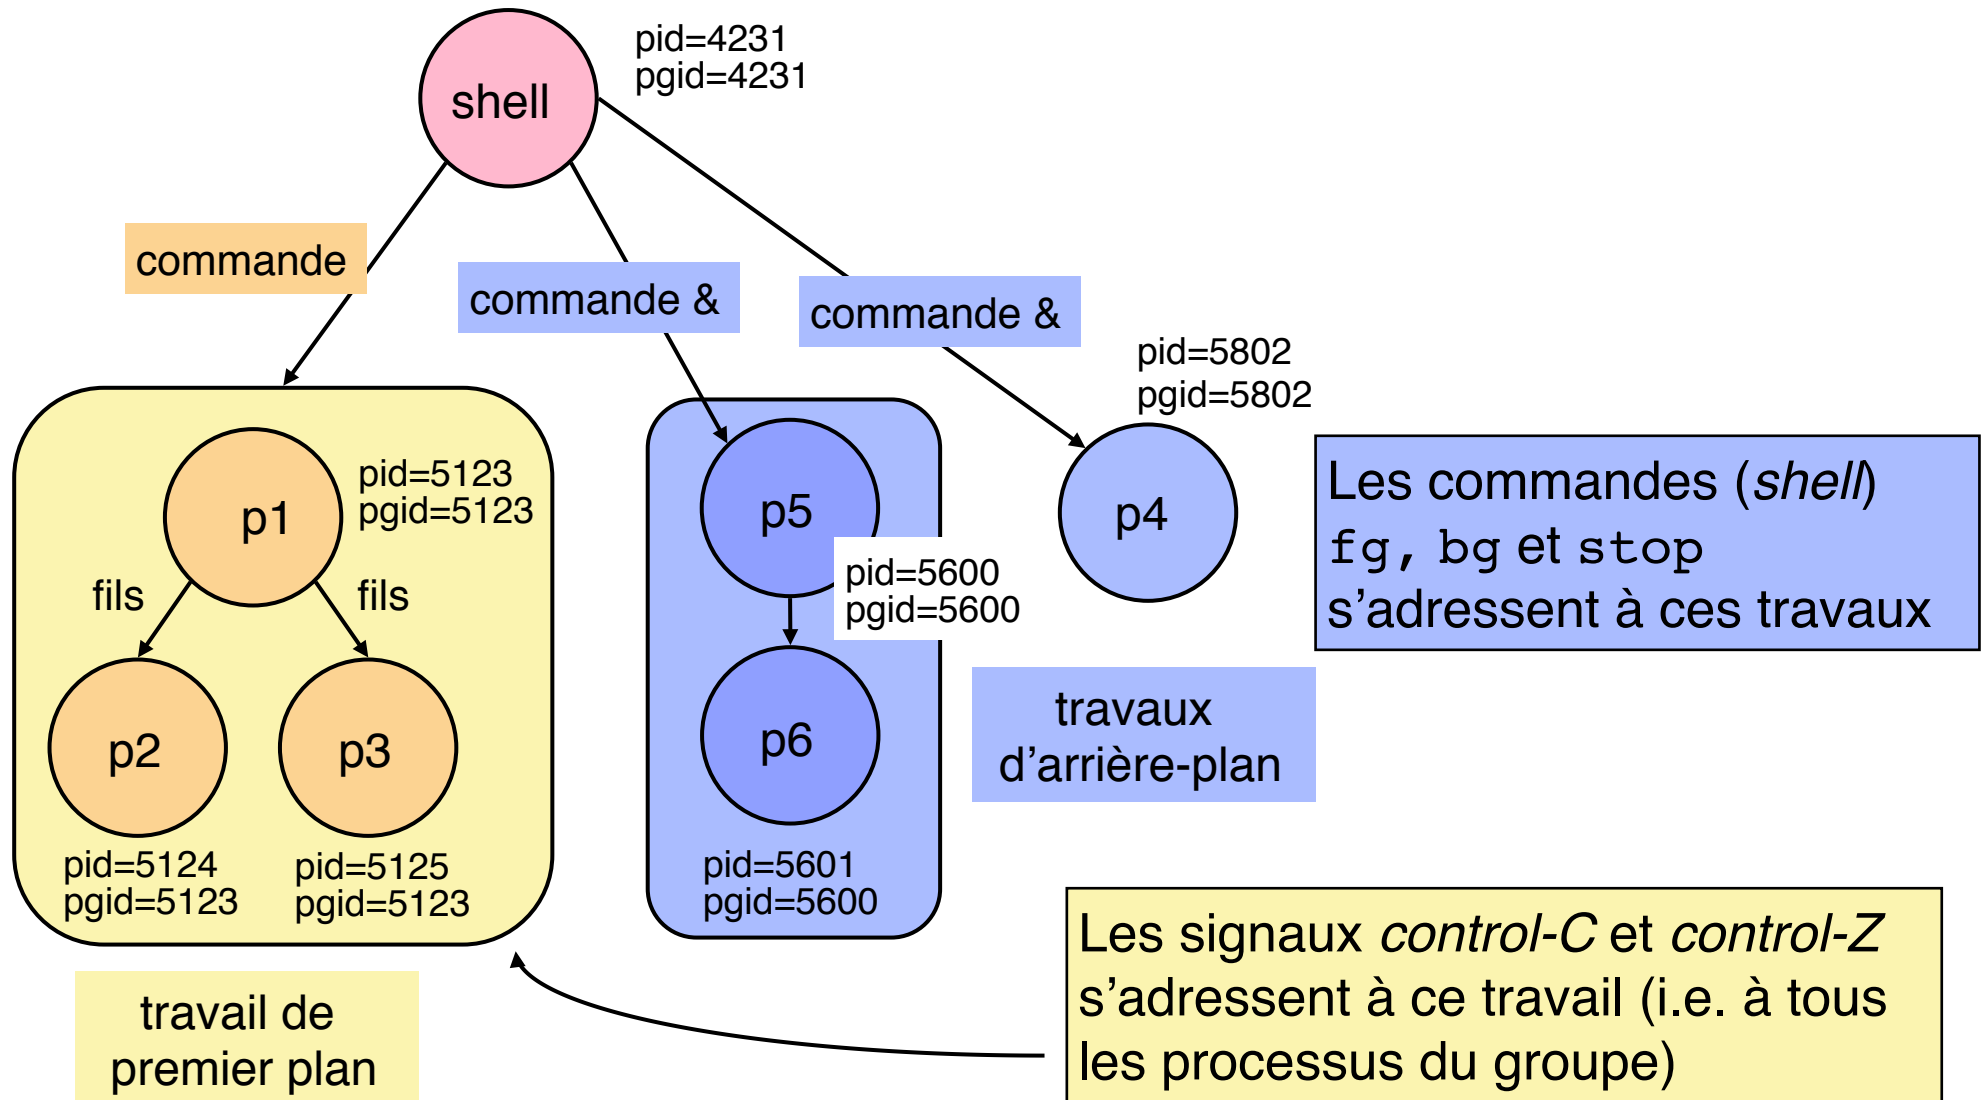 shell
pid=4231
pgid=4231
commande
commande &
commande &
pid=5802
pgid=5802
p1
pid=5123
pgid=5123
fils
fils
p2
p3
pid=5124
pgid=5123
pid=5125
pgid=5123
p5
pid=5600
pgid=5600
p6
pid=5601
pgid=5600
p4
Les commandes (shell)
fg, bg et stop
s'adressent à ces travaux
travaux
d’arrière-plan
travail de
premier plan
Les signaux control-C et control-Z
s’adressent à ce travail (i.e. à tous
les processus du groupe)